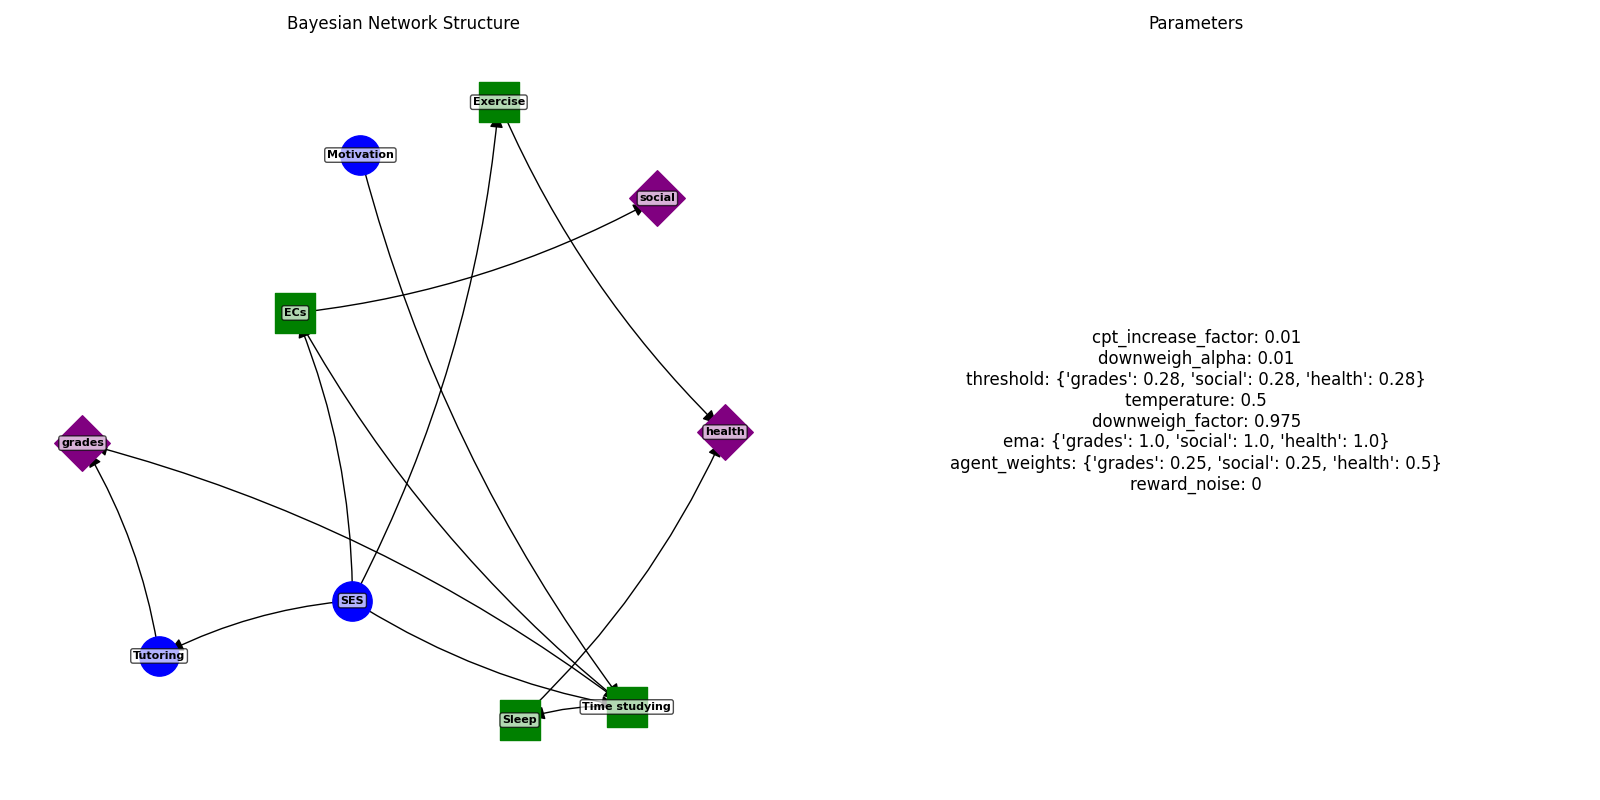 Bayesian Network Structure
Parameters
Exercise
Motivation
social
ECs
grades
health
SES
Tutoring
Time studying
Sleep
cpt_increase_factor: 0.01
downweigh_alpha: 0.01
threshold: {'grades': 0.28, 'social': 0.28, 'health': 0.28}
temperature: 0.5
downweigh_factor: 0.975
ema: {'grades': 1.0, 'social': 1.0, 'health': 1.0}
agent_weights: {'grades': 0.25, 'social': 0.25, 'health': 0.5}
reward_noise: 0